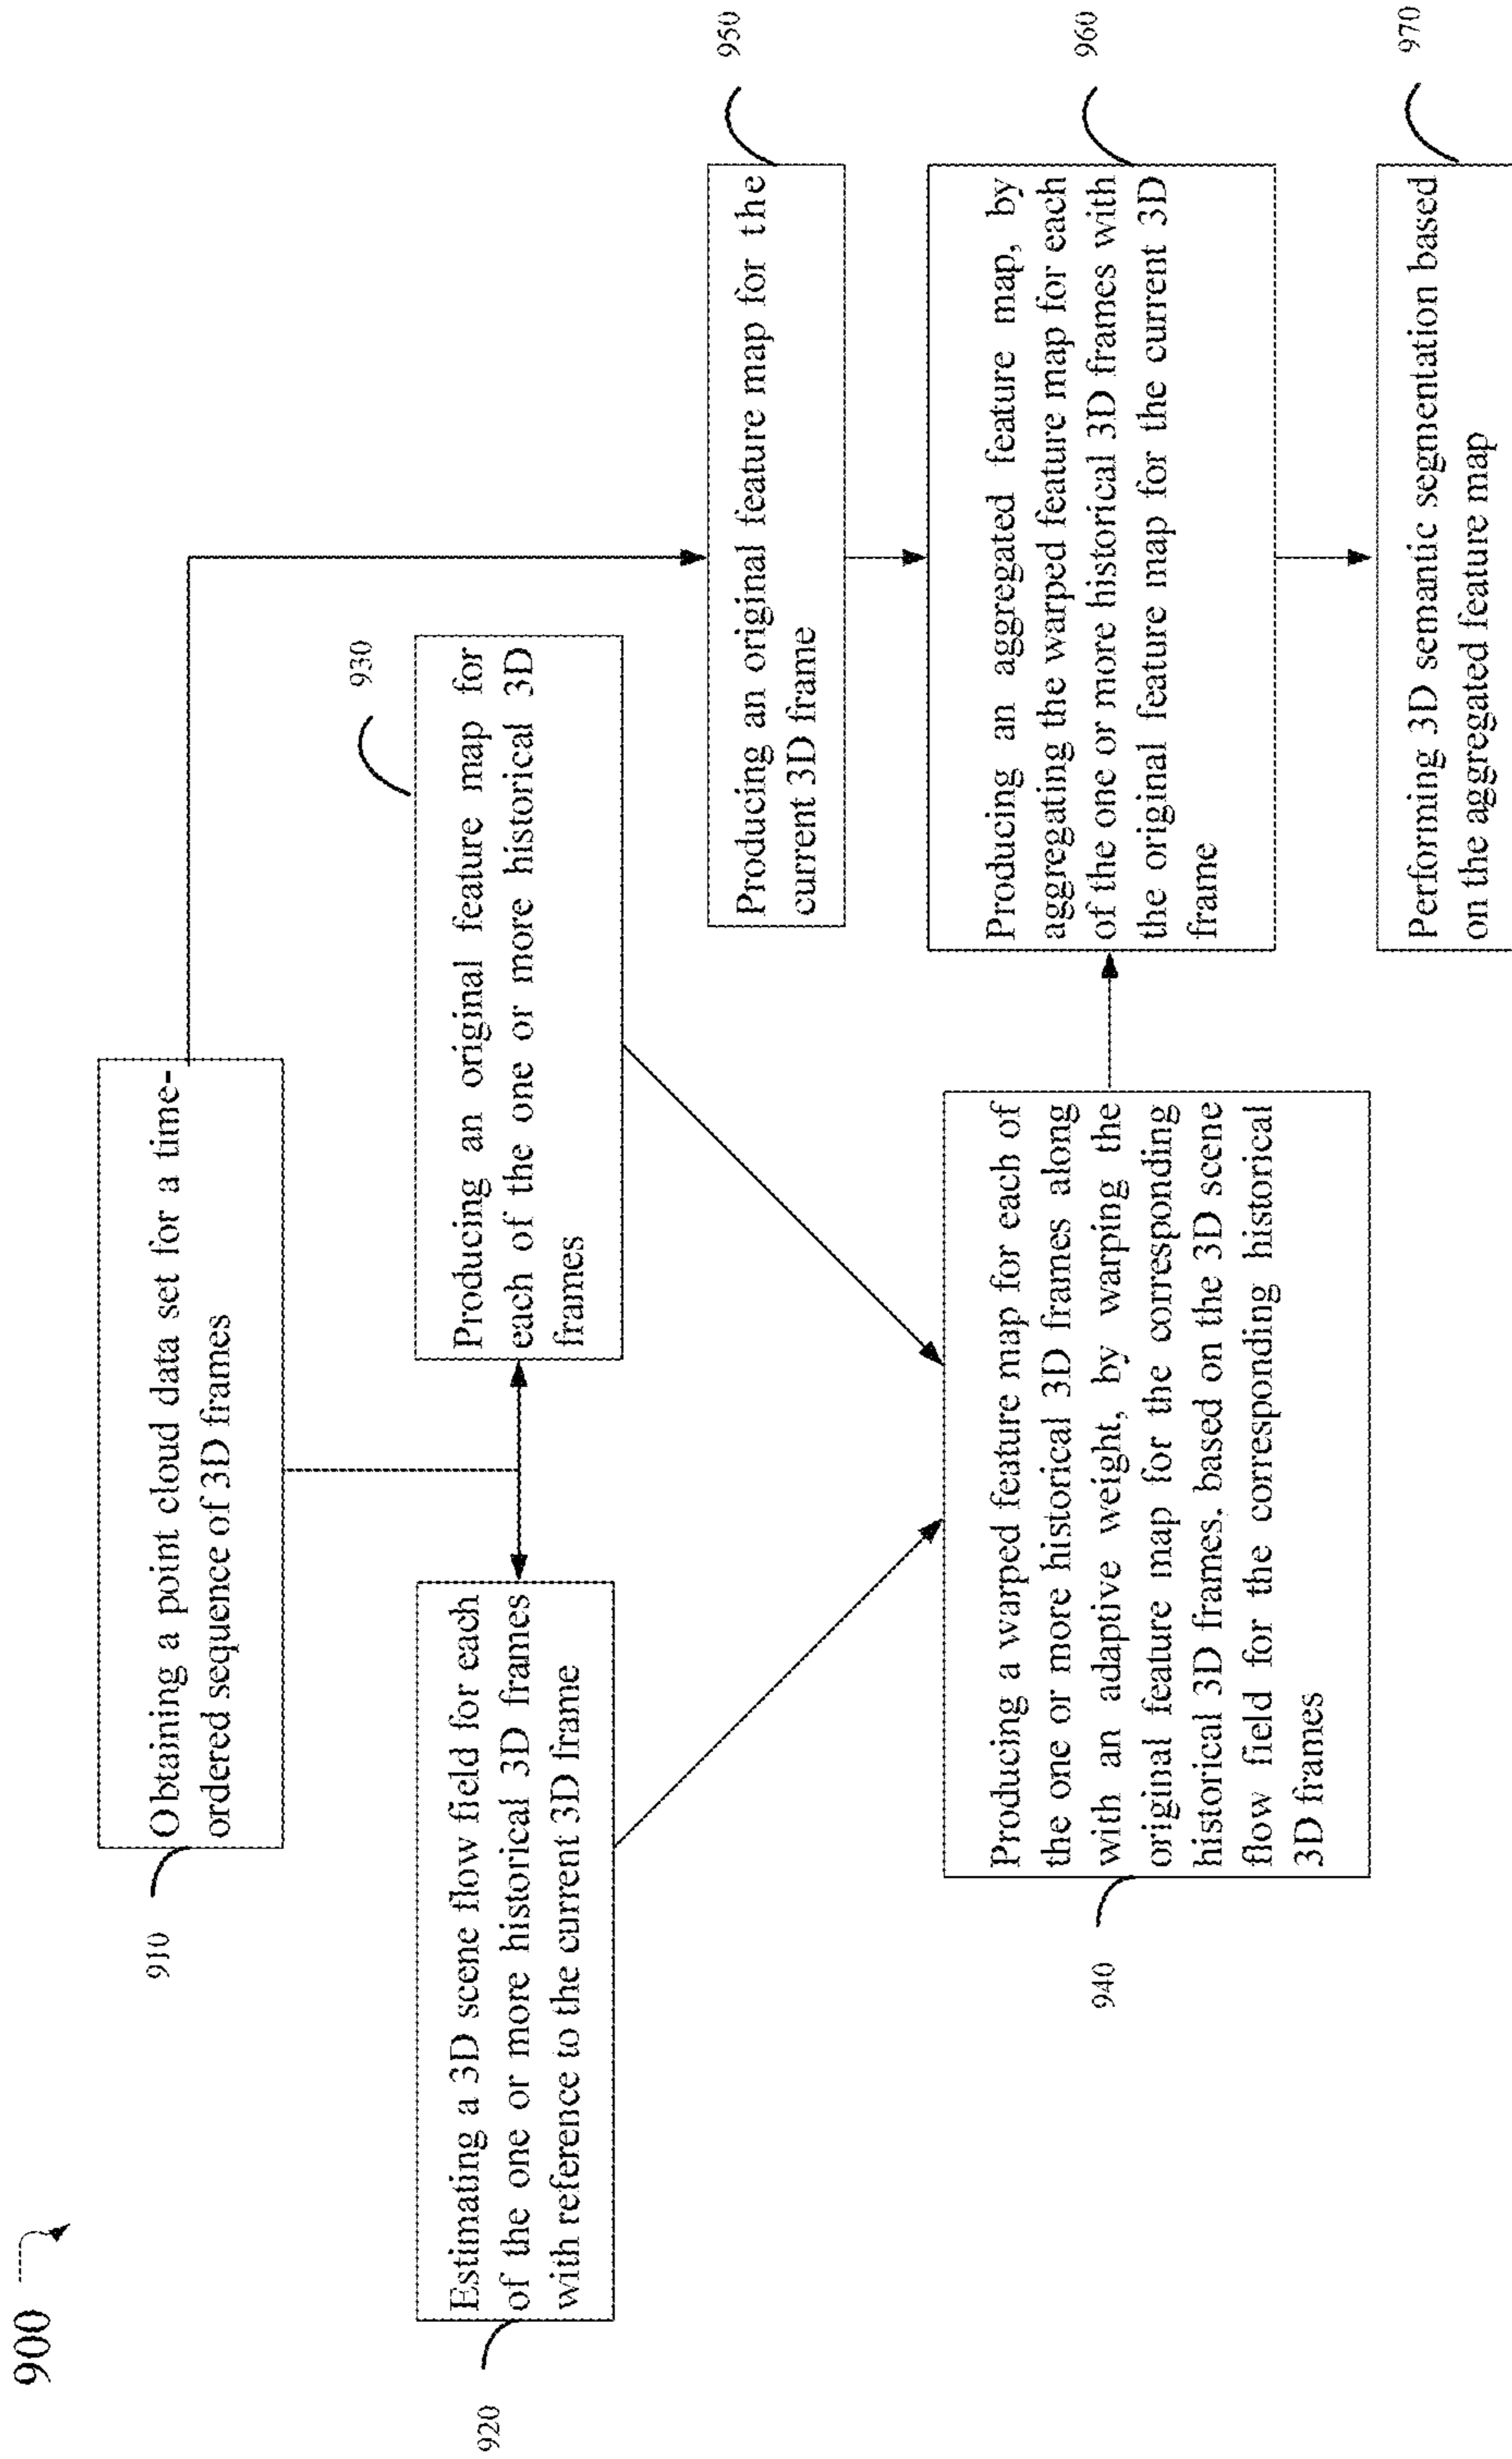 900
910
Obtaining a point cloud data set for a time-
ordered sequence of 3D frames
920
Estimating a 3D scene flow field for each
of the one or more historical 3D frames
with reference to the current 3D frame
930
Producing an original feature map for
each of the one or more historical 3D
frames
940
Producing a warped feature map for each of
the one or more historical 3D frames along
with an adaptive weight, by warping the
original feature map for the corresponding
historical 3D frames, based on the 3D scene
flow field for the corresponding historical
3D frames
950
Producing an original feature map for the
current 3D frame
960
Producing an aggregated feature map, by
aggregating the warped feature map for each
of the one or more historical 3D frames with
the original feature map for the current 3D
frame
970
Performing 3D semantic segmentation based
on the aggregated feature map